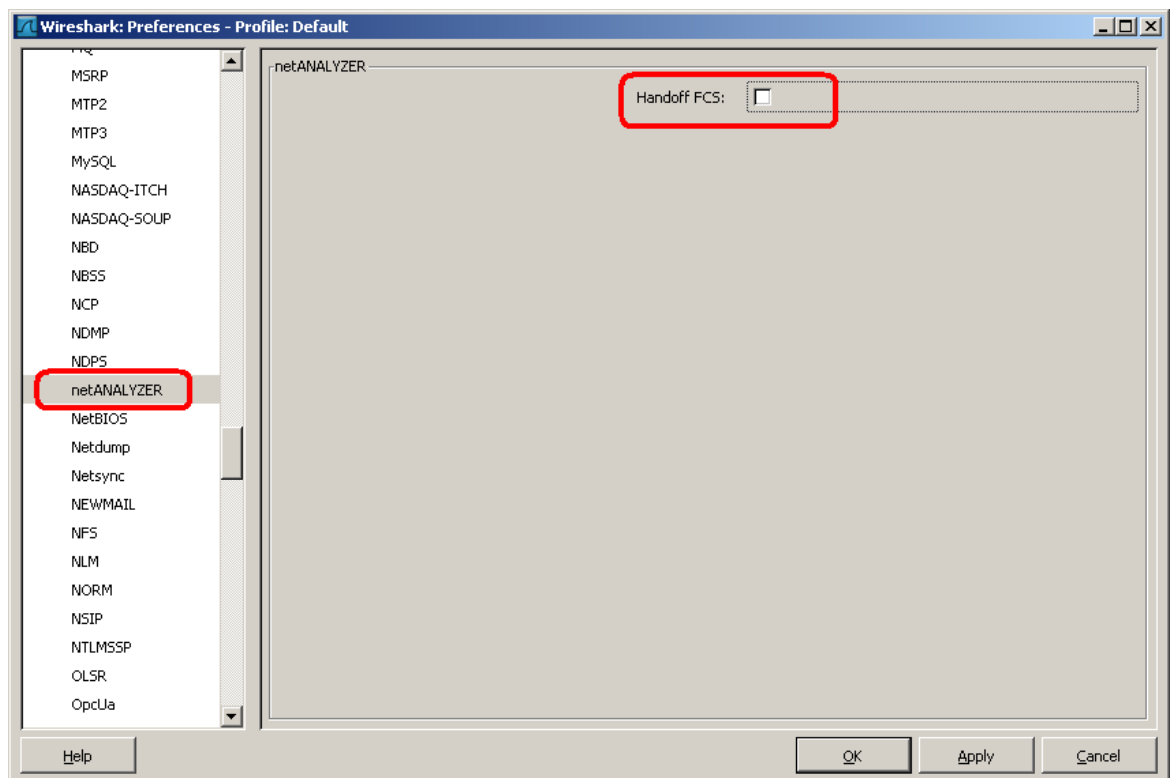 Wireshark: Preferences - Profile: Default
MSRP
MTP2
MTP3
MySQL
NASDAQ-ITCH
NASDAQ-SOUP
NBD
NBSS
NCP
NDMP
NDPS
netANALYZER
NetBIOS
Netdump
Netsync
NEWMAIL
NFS
NLM
NORM
NSIP
NTLMSSP
OLSR
OpcUa
netANALYZER
Handoff FCS:
Help
OK
Apply
Cancel